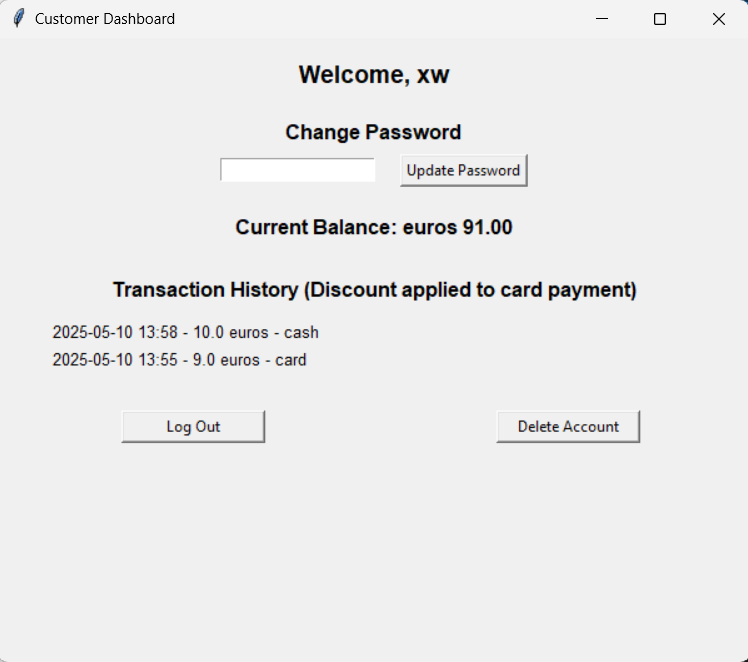 Customer Dashboard
Welcome, xw
Change Password
Update Password
Current Balance: euros 91.00
Transaction History (Discount applied to card payment)
2025-05-10 13:58 - 10.0 euros - cash
2025-05-10 13:55 - 9.0 euros - card
Log Out
Delete Account